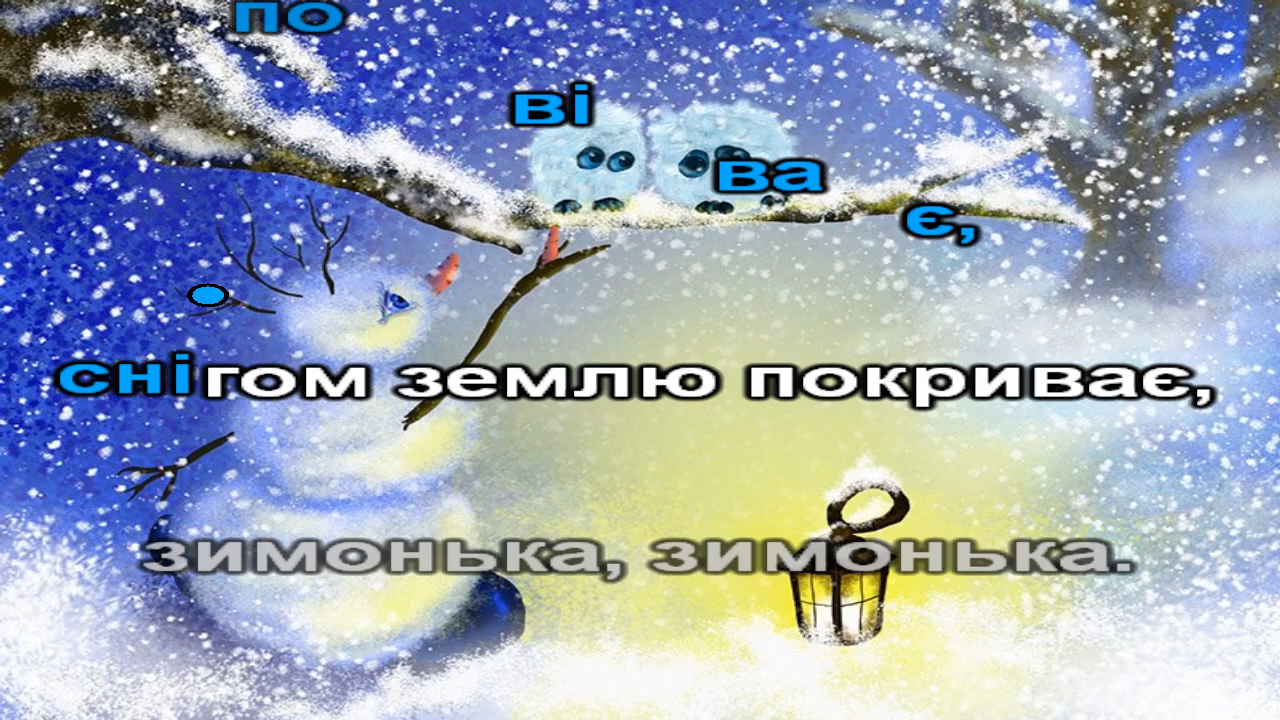 по
ві
ва
є,
снігом землю покриває,
зимонька, зимонька.